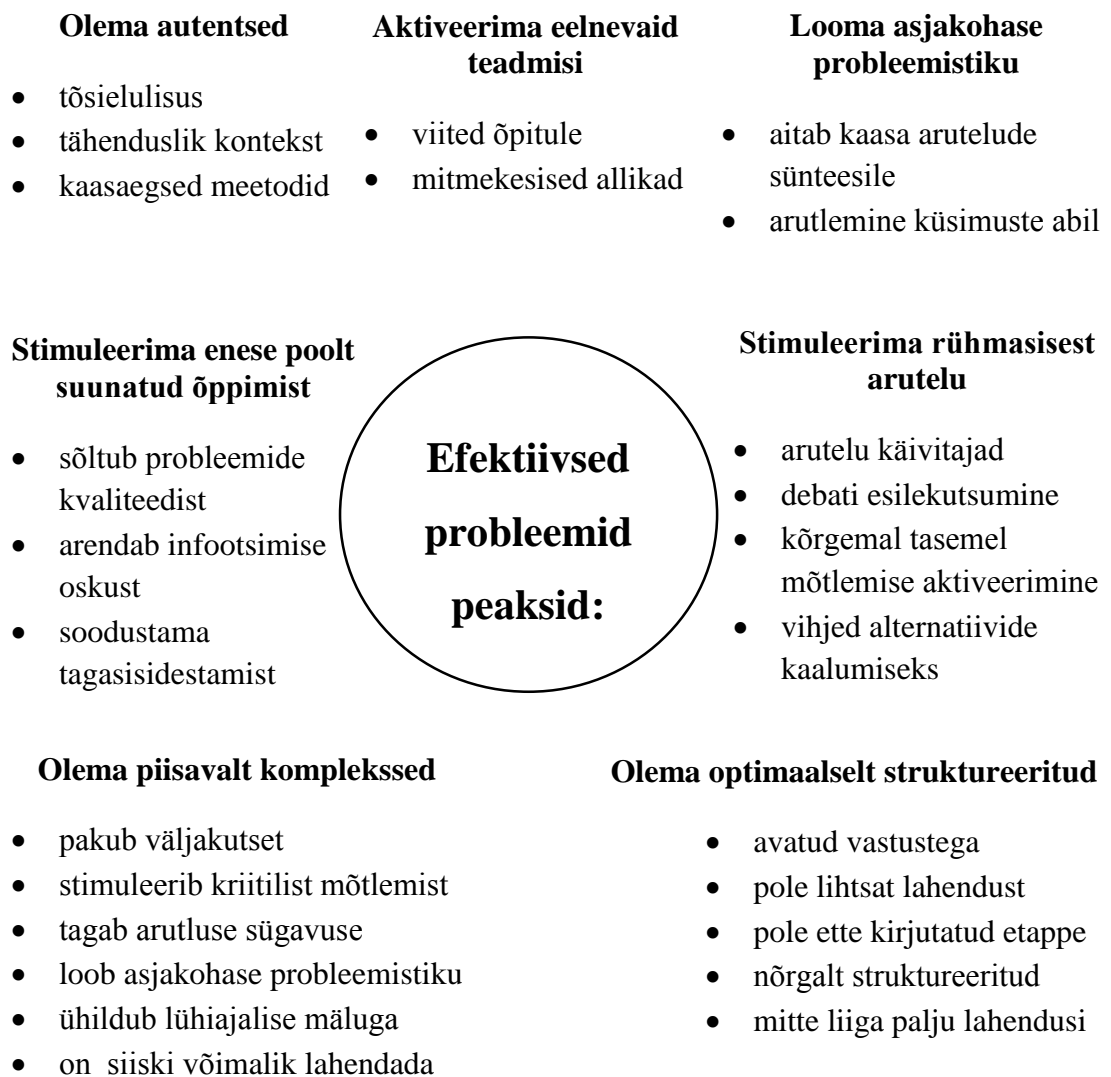 Olema autentsed
• tõsielulisus
• tähenduslik kontekst
• kaasaegsed meetodid
Aktiveerima eelnevaid
teadmisi
• viited õpitule
• mitmekesised allikad
Looma asjakohase
probleemistiku
• aitab kaasa arutelude
sünteesile
• arutlemine küsimuste abil
Stimuleerima enese poolt
suunatud õppimist
• sõltub probleemide
kvaliteedist
• arendab infootsimise
oskust
• soodustama
tagasisidestamist
Efektiivsed
probleemid
peaksid:
Stimuleerima rühmasisest
arutelu
• arutelu käivitajad
• debati esilekutsumine
• kõrgemal tasemel
mõtlemise aktiveerimine
• vihjed alternatiivide
kaalumiseks
Olema piisavalt komplekssed
• pakub väljakutset
• stimuleerib kriitilist mõtlemist
• tagab arutluse sügavuse
• loob asjakohase probleemistiku
• ühildub lühiajalise mäluga
• on siiski võimalik lahendada
Olema optimaalselt struktureeritud
• avatud vastustega
• pole lihtsat lahendust
• pole ette kirjutatud etappe
• nõrgalt struktureeritud
• mitte liiga palju lahendusi